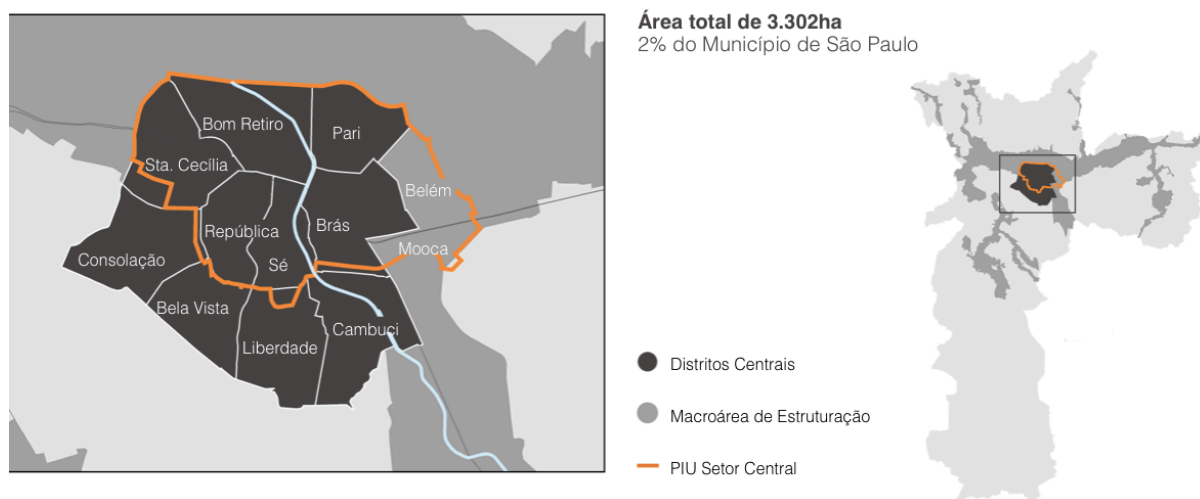 Área total de 3.302ha
2% do Município de São Paulo
Bom Retiro
Pari
Sta. Cecília
Belém
República
Brás
Mooca
Consolação
Sé
Bela Vista
Cambuci
Liberdade
Distritos Centrais
Macroárea de Estruturação
PIU Setor Central